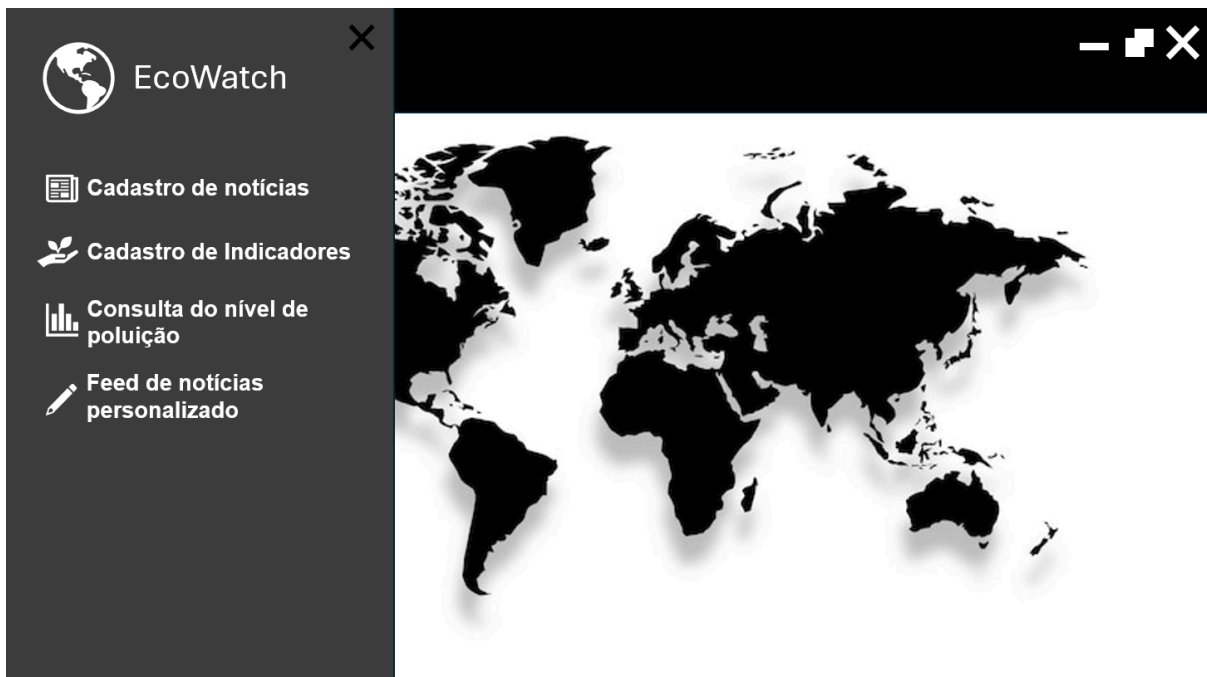 EcoWatch
Cadastro de notícias
Cadastro de Indicadores
Consulta do nível de
poluição
Feed de notícias
personalizado